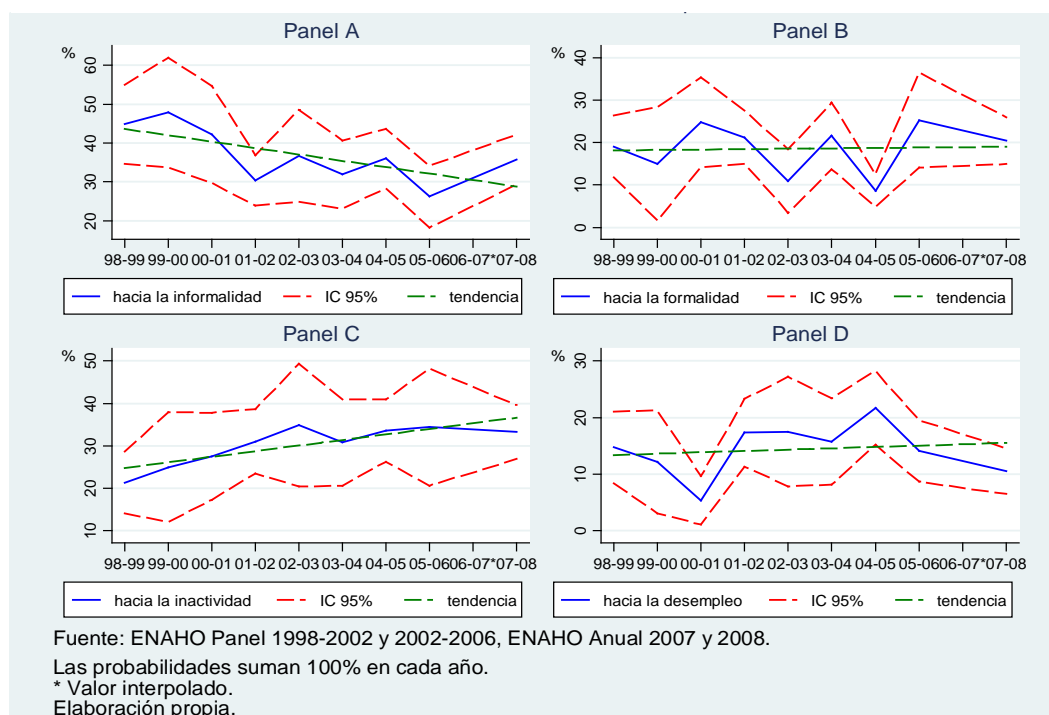 Panel A
%
60
50
40
30
20
98-99 99-00 00-01 01-02 02-03 03-04 04-05 05-06 06-07*07-08
hacia la informalidad IC 95% tendencia
Panel B
%
40
30
20
10
0
98-99 99-00 00-01 01-02 02-03 03-04 04-05 05-06 06-07*07-08
hacia la formalidad IC 95% tendencia
Panel C
%
50
40
30
20
10
98-99 99-00 00-01 01-02 02-03 03-04 04-05 05-06 06-07*07-08
hacia la inactividad IC 95% tendencia
Panel D
%
30
20
10
0
98-99 99-00 00-01 01-02 02-03 03-04 04-05 05-06 06-07*07-08
hacia la desempleo IC 95% tendencia
Fuente: ENAHO Panel 1998-2002 y 2002-2006, ENAHO Anual 2007 y 2008.
Las probabilidades suman 100% en cada año.
* Valor interpolado.
Elaboración propia.